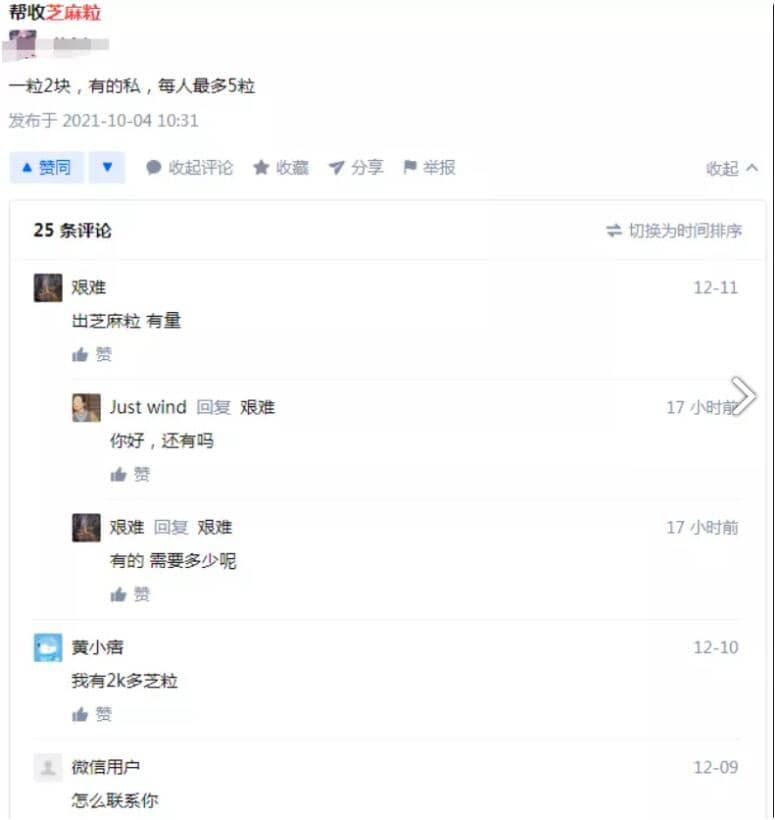 帮收芝麻粒
一粒2块，有的私，每人最多5粒
发布于 2021-10-04 10:31
赞同 收起评论 收藏 分享 举报 收起
25 条评论 切换为时间排序
艰难 12-11
出芝麻粒 有量
赞
Just wind 回复 艰难 17 小时前
你好，还有吗
赞
艰难 回复 艰难 17 小时前
有的 需要多少呢
赞
黄小痞 12-10
我有2k多芝粒
赞
微信用户 12-09
怎么联系你